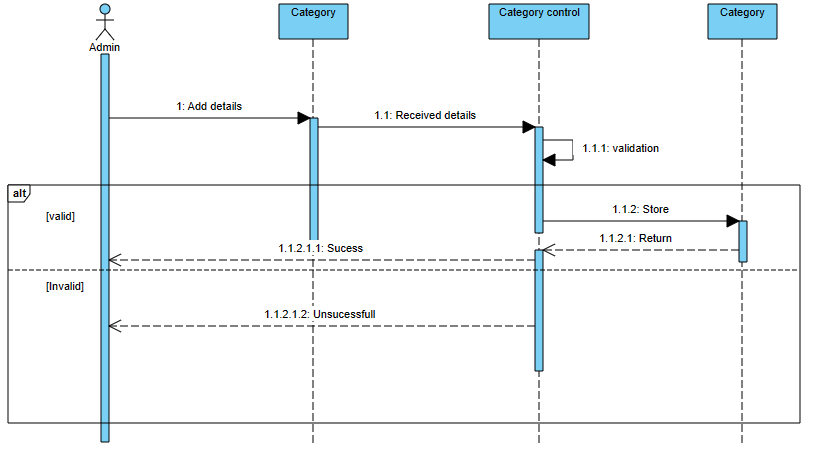 Category
Category control
Category
Admin
1: Add details
1.1: Received details
1.1.1: validation
alt
[valid]
1.1.2: Store
1.1.2.1: Return
1.1.2.1.1: Sucess
[Invalid]
1.1.2.1.2: Unsucessfull